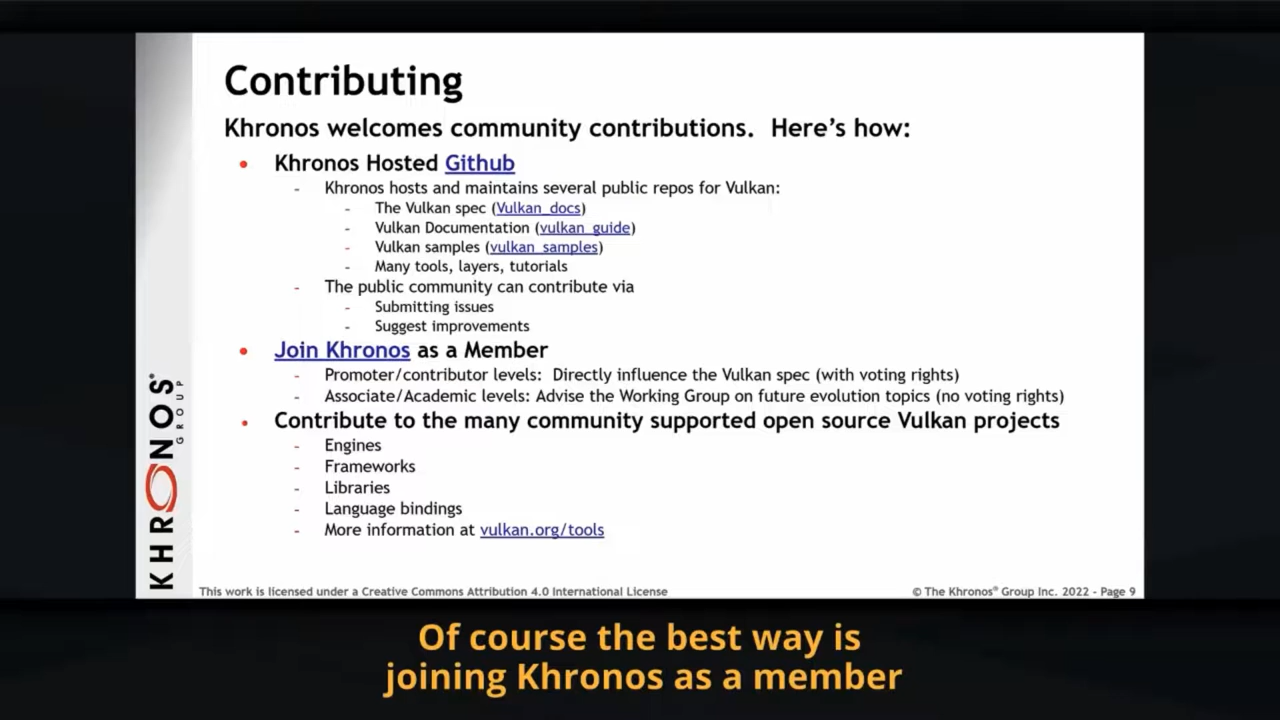 Contributing
Khronos welcomes community contributions.  Here's how:
• Khronos Hosted Github
- Khronos hosts and maintains several public repos for Vulkan:
- The Vulkan spec (Vulkan_docs)
- Vulkan Documentation (vulkan_guide)
- Vulkan samples (vulkan_samples)
- Many tools, layers, tutorials
- The public community can contribute via
- Submitting issues
- Suggest improvements
• Join Khronos as a Member
- Promoter/contributor levels:  Directly influence the Vulkan spec (with voting rights)
- Associate/Academic levels: Advise the Working Group on future evolution topics (no voting rights)
• Contribute to the many community supported open source Vulkan projects
- Engines
- Frameworks
- Libraries
- Language bindings
- More information at vulkan.org/tools
KHRONOS®
GROUP
This work is licensed under a Creative Commons Attribution 4.0 International License
© The Khronos® Group Inc. 2022 - Page 9
Of course the best way is
joining Khronos as a member